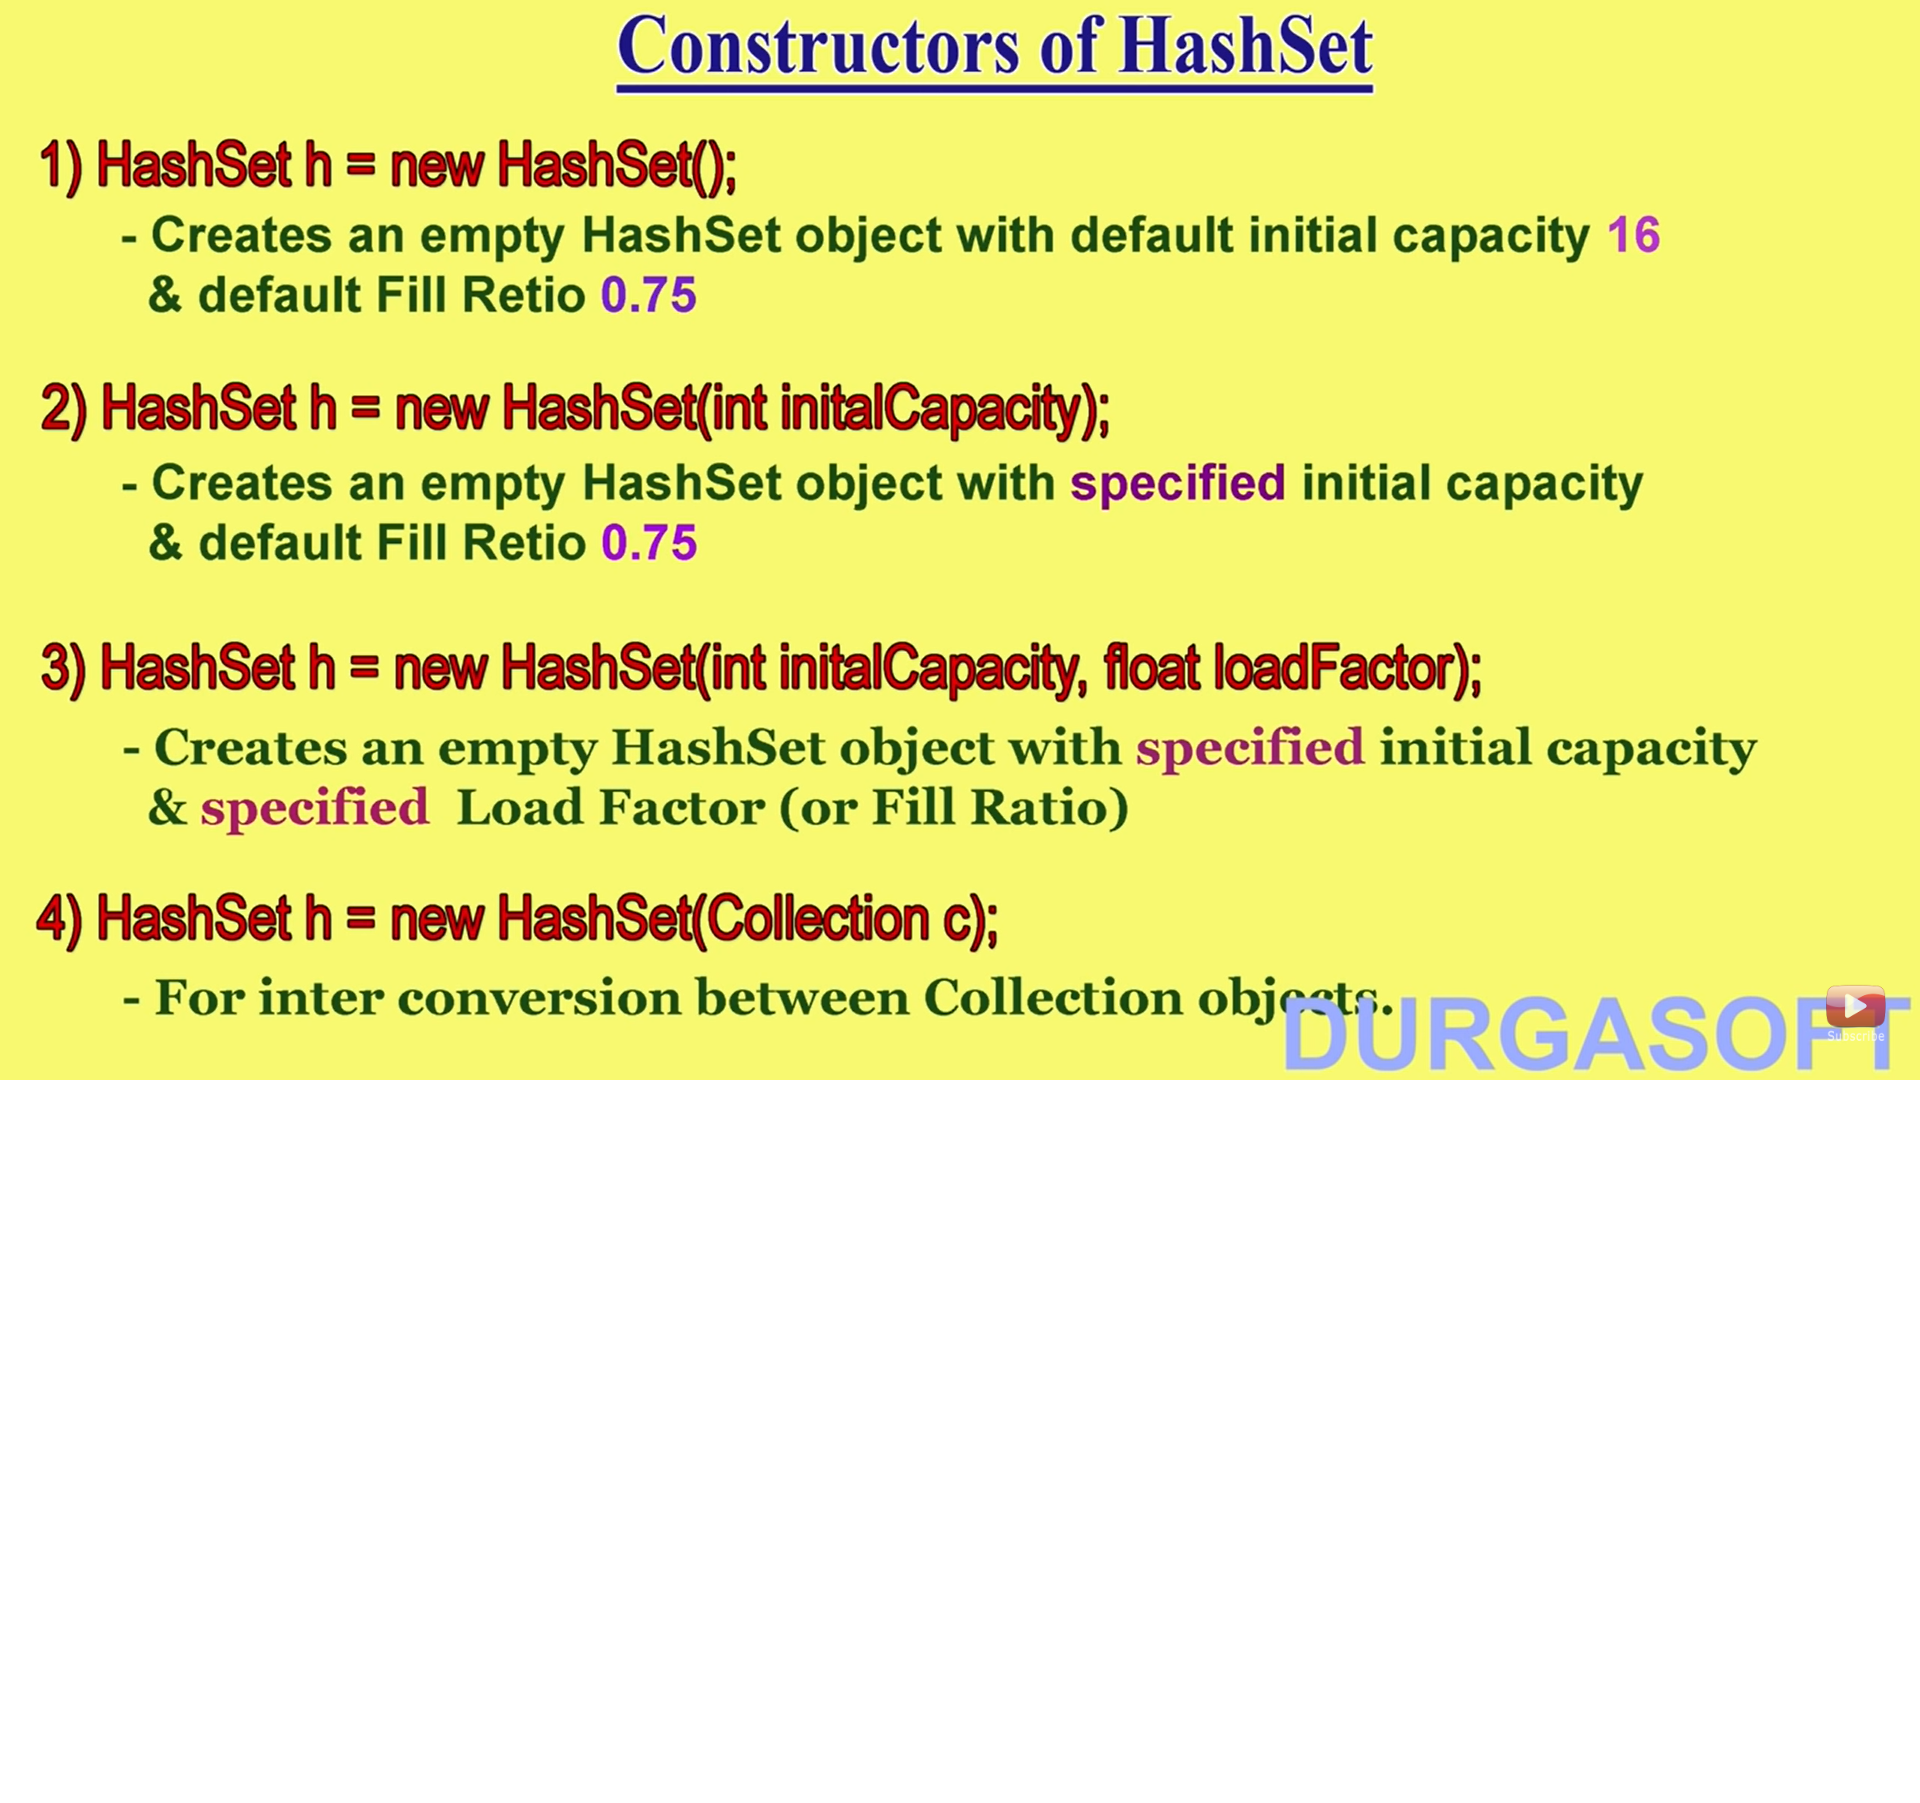 Constructors of HashSet
1) HashSet h = new HashSet();
- Creates an empty HashSet object with default initial capacity 16
& default Fill Retio 0.75
2) HashSet h = new HashSet(int initalCapacity);
- Creates an empty HashSet object with specified initial capacity
& default Fill Retio 0.75
3) HashSet h = new HashSet(int initalCapacity, float loadFactor);
- Creates an empty HashSet object with specified initial capacity
& specified Load Factor (or Fill Ratio)
4) HashSet h = new HashSet(Collection c);
- For inter conversion between Collection objects.
DURGASOFT
Subscribe